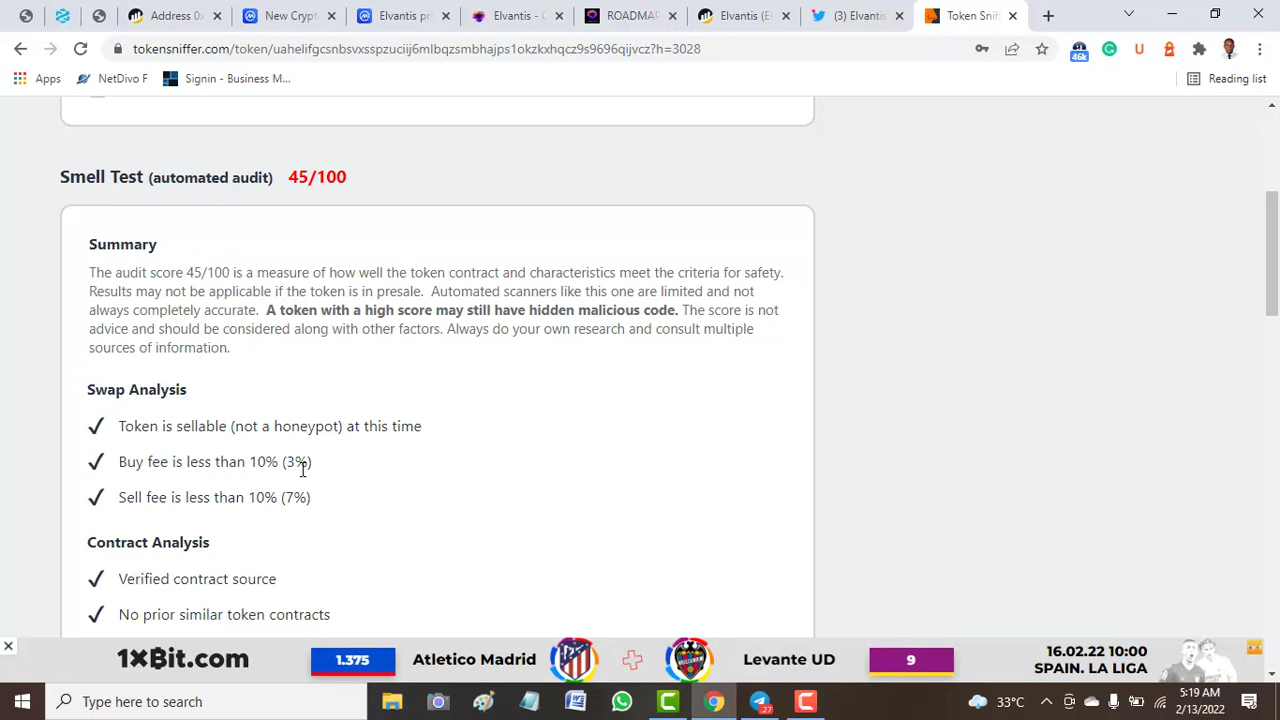 Address 0x
New Crypt
Elvantis pr
Elvantis - C
ROADMAP
Elvantis (E
(3) Elvantis
Token Sniff
tokensniffer.com/token/uahelifgcsnbsvxsspzuciij6mlbqzsmbhajps1okzkxhqcz9s9696qijvcz?h=3028
46k
Apps
NetDivo F
Signin - Business M...
Reading list
Smell Test (automated audit) 45/100
Summary
The audit score 45/100 is a measure of how well the token contract and characteristics meet the criteria for safety.
Results may not be applicable if the token is in presale. Automated scanners like this one are limited and not
always completely accurate. A token with a high score may still have hidden malicious code. The score is not
advice and should be considered along with other factors. Always do your own research and consult multiple
sources of information.
Swap Analysis
Token is sellable (not a honeypot) at this time
Buy fee is less than 10% (3%)
Sell fee is less than 10% (7%)
Contract Analysis
Verified contract source
No prior similar token contracts
1XBit.com
1.375
Atletico Madrid
Levante UD
9
16.02.22 10:00
SPAIN. LA LIGA
Type here to search
27
33°C
5:19 AM
2/13/2022